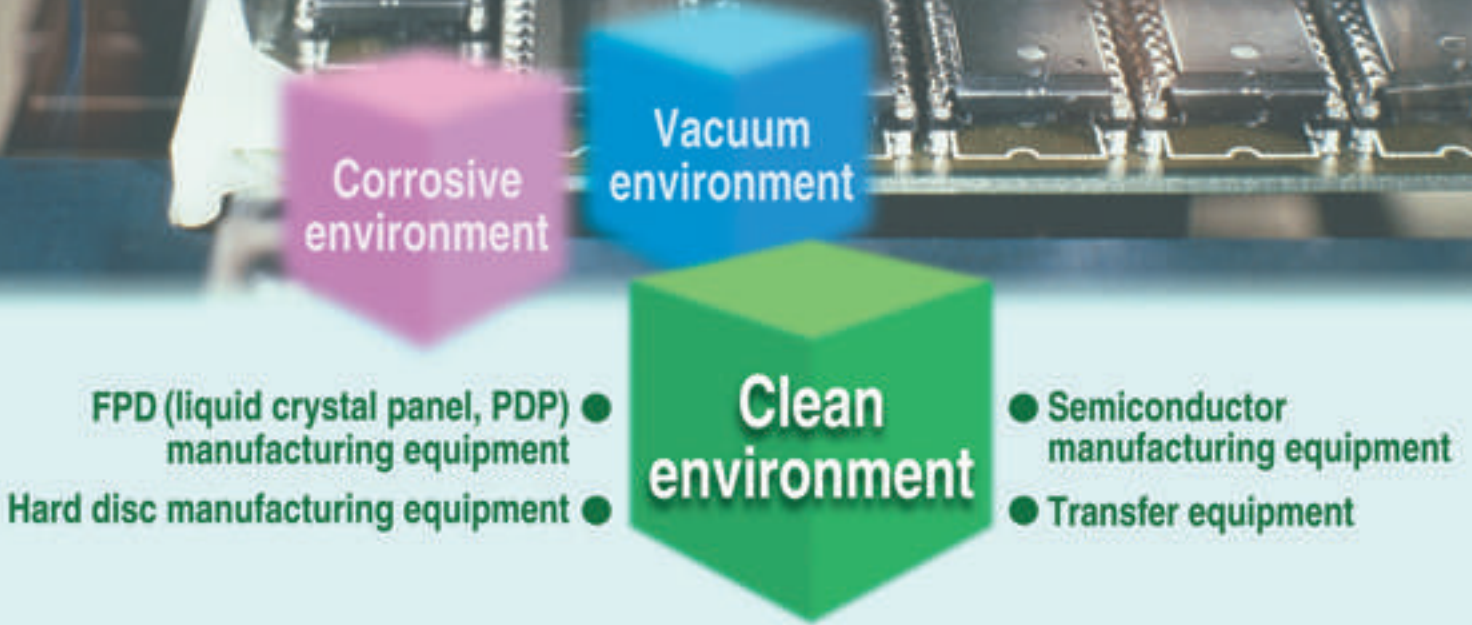 Corrosive
environment
Vacuum
environment
Clean
environment
FPD (liquid crystal panel, PDP) ●
manufacturing equipment
Hard disc manufacturing equipment ●
● Semiconductor
manufacturing equipment
● Transfer equipment